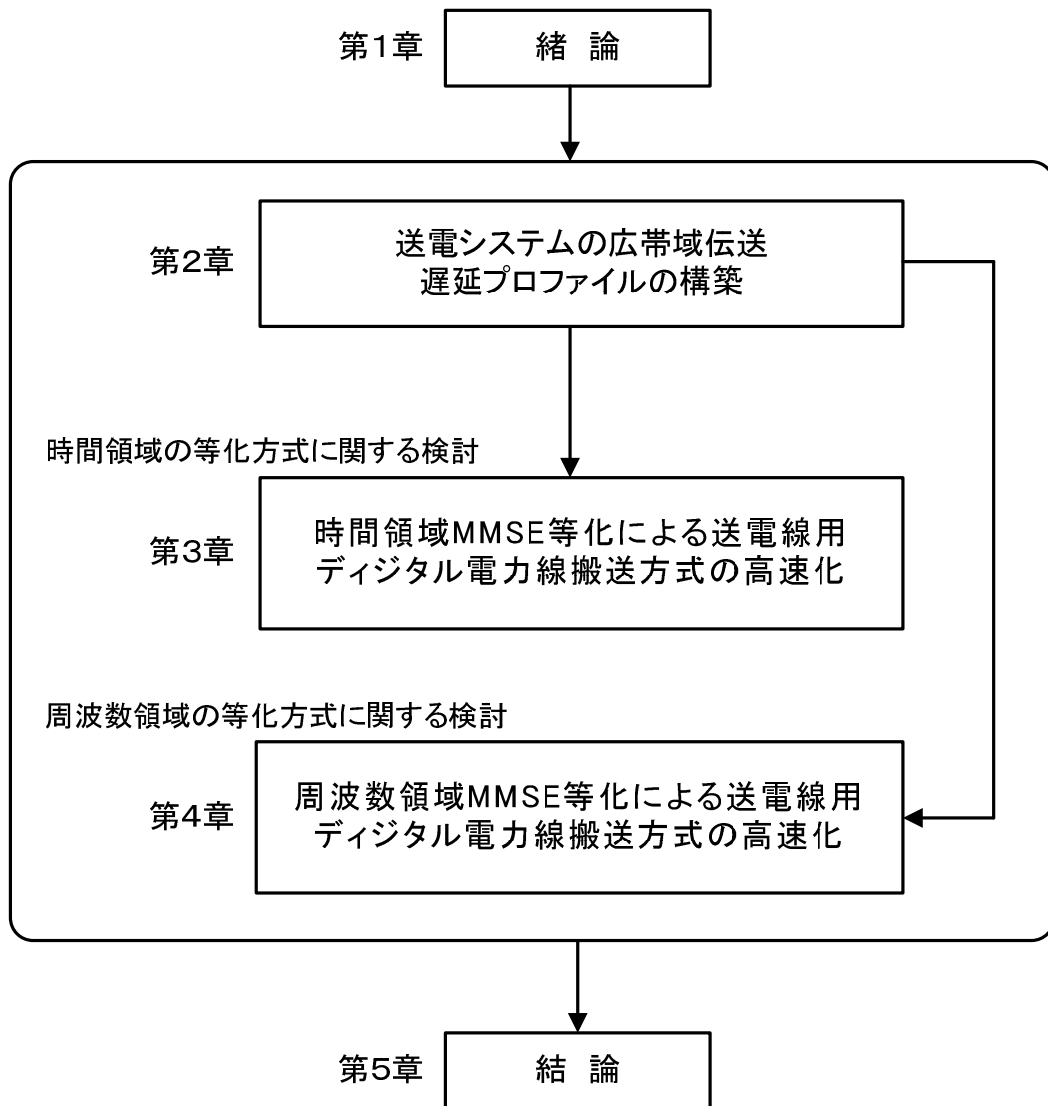 第1章 緒 論
第2章 送電システムの広帯域伝送
遅延プロファイルの構築
時間領域の等化方式に関する検討
第3章 時間領域MMSE等化による送電線用
ディジタル電力線搬送方式の高速化
周波数領域の等化方式に関する検討
第4章 周波数領域MMSE等化による送電線用
ディジタル電力線搬送方式の高速化
第5章 結 論